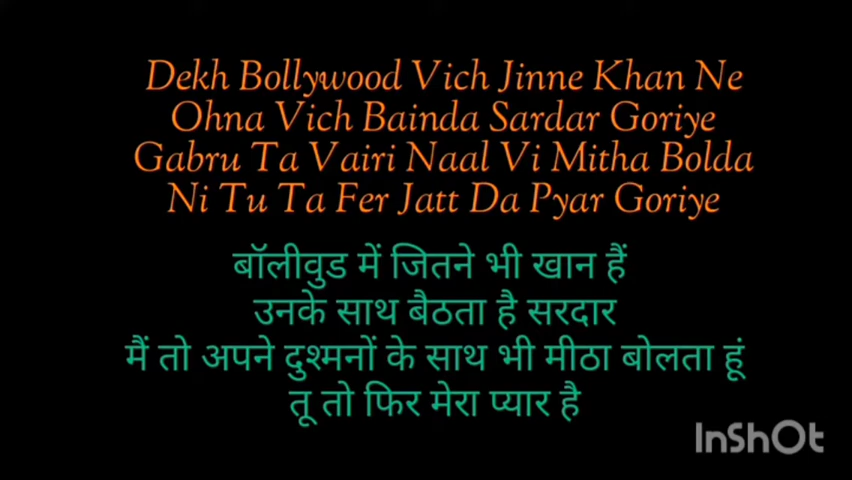 Dekh Bollywood Vich Jinne Khan Ne
Ohna Vich Bainda Sardar Goriye
Gabru Ta Vairi Naal Vi Mitha Bolda
Ni Tu Ta Fer Jatt Da Pyar Goriye
बॉलीवुड में जितने भी खान हैं
उनके साथ बैठता है सरदार
मैं तो अपने दुश्मनों के साथ भी मीठा बोलता हूं
तू तो फिर मेरा प्यार है
InShOt